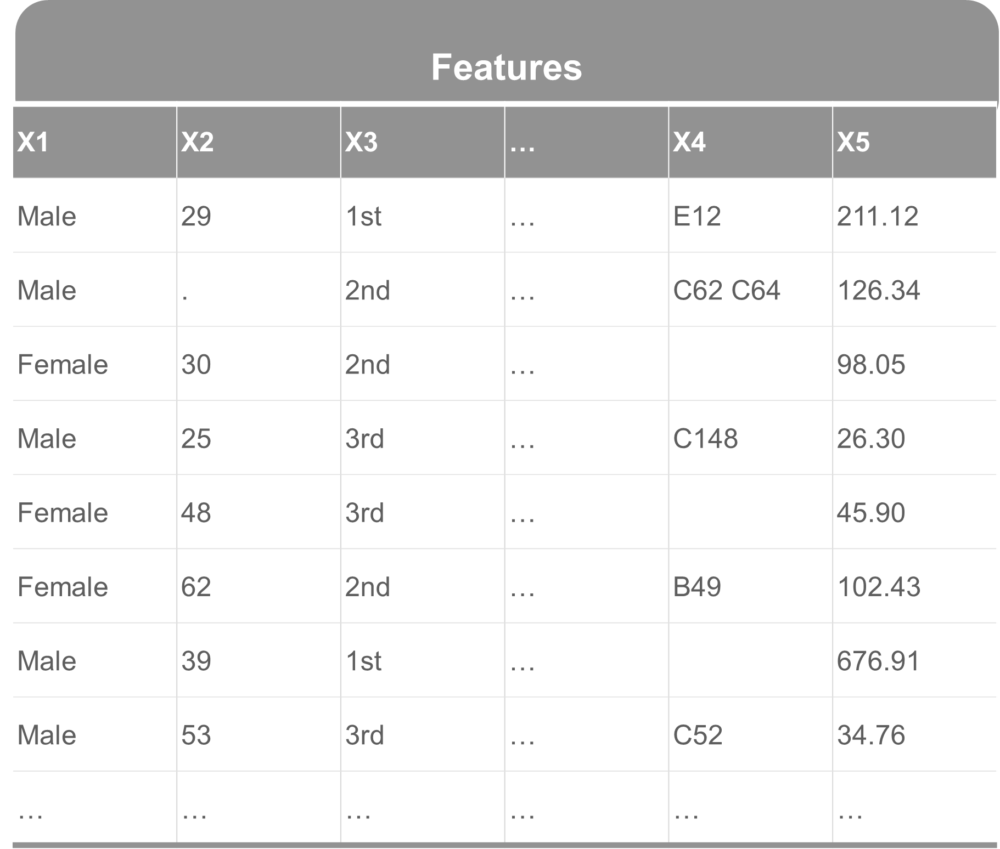 Features
X1 X2 X3 … X4 X5
Male 29 1st … E12 211.12
Male . 2nd … C62 C64 126.34
Female 30 2nd … 98.05
Male 25 3rd … C148 26.30
Female 48 3rd … 45.90
Female 62 2nd … B49 102.43
Male 39 1st … 676.91
Male 53 3rd … C52 34.76
… … … … … …